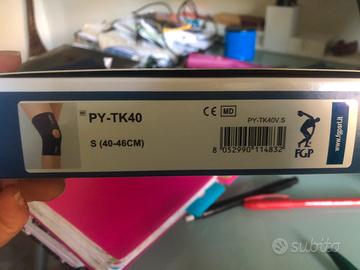 PY-TK40
S (40-46CM)
CE MD
PY-TK40V.S
8 052990 114832
FGP
www.fgpsrl.it
subito